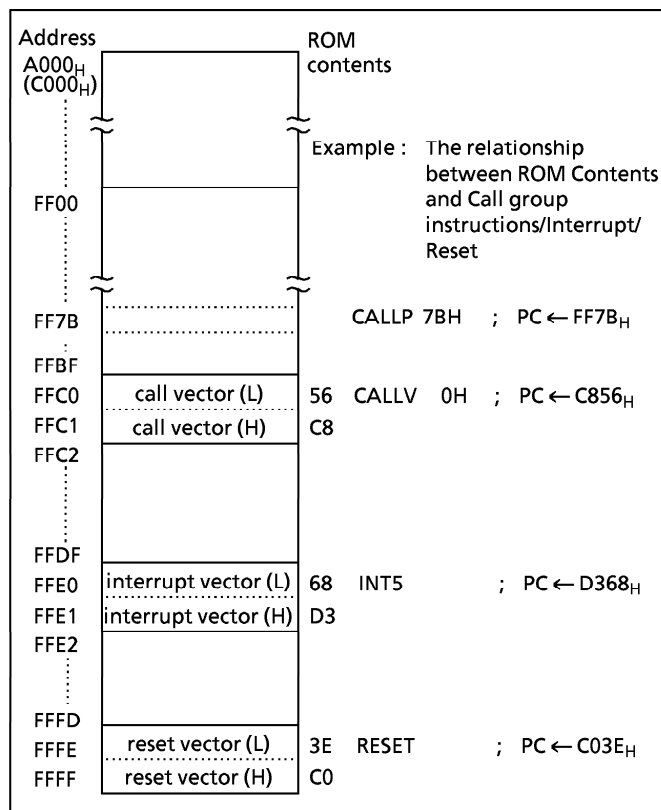 Address
ROM
contents
A000H
(C000H)
Example : The relationship
between ROM Contents
and Call group
instructions/Interrupt/
Reset
FF00
FF7B CALLP 7BH ; PC ← FF7BH
FFBF
FFC0 call vector (L) 56 CALLV 0H ; PC ← C856H
FFC1 call vector (H) C8
FFC2
FFDF
FFE0 interrupt vector (L) 68 INT5 ; PC ← D368H
FFE1 interrupt vector (H) D3
FFE2
FFFD
FFFE reset vector (L) 3E RESET ; PC ← C03EH
FFFF reset vector (H) C0